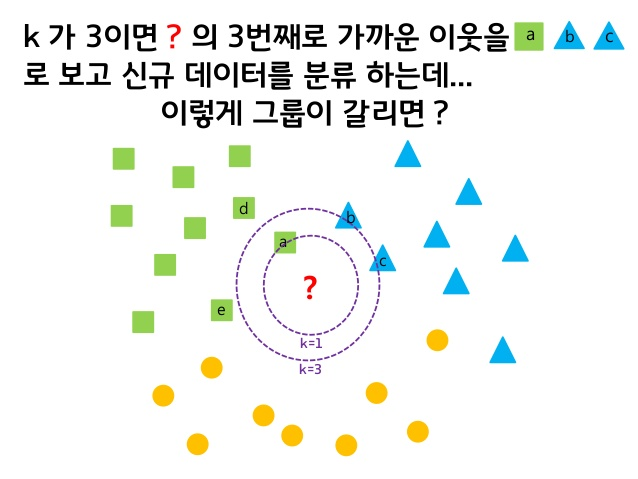 k 가 3이면 ? 의 3번째로 가까운 이웃을 a b c
로 보고 신규 데이터를 분류 하는데...
이렇게 그룹이 갈리면 ?
d
b
a
c
?
e
k=1
k=3